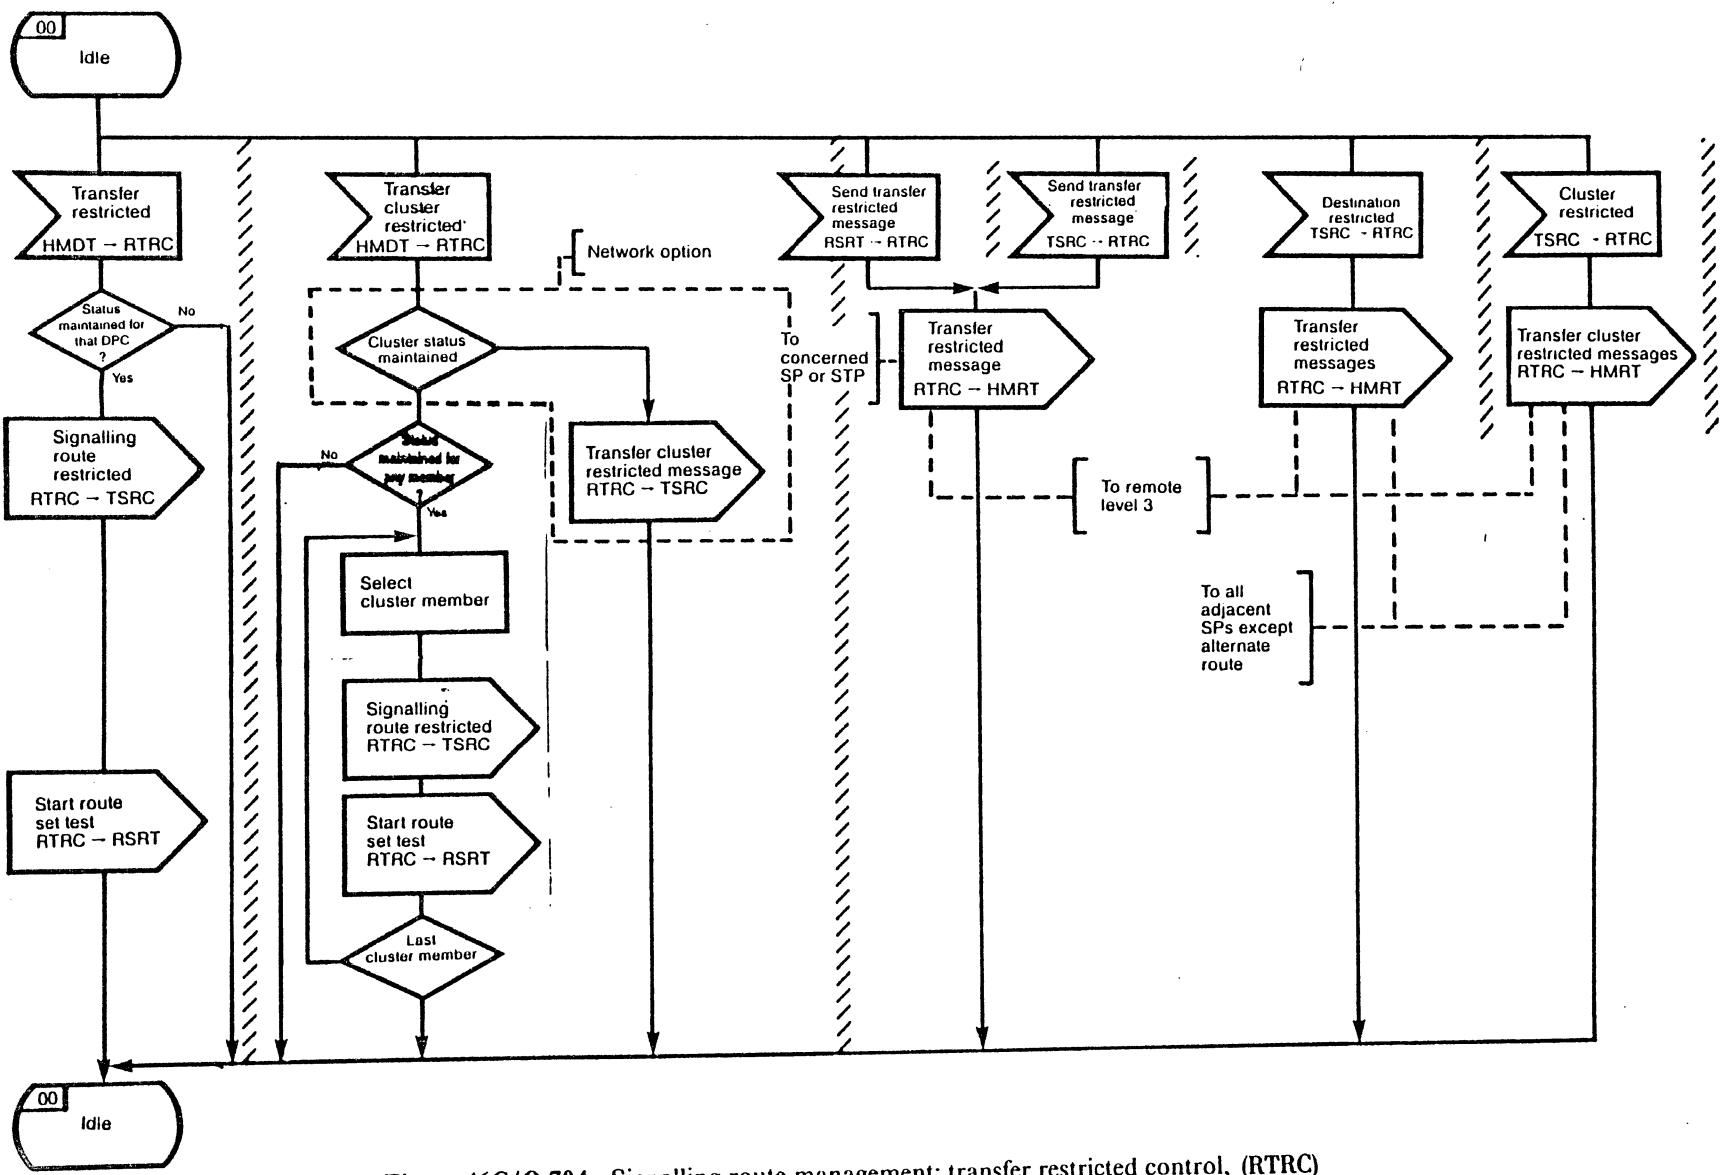 00
Idle
Transfer
restricted
HMDT → RTRC
Status
maintained for
that DPC
?
No
Yes
Signalling
route
restricted
RTRC → TSRC
Start route
set test
RTRC → RSRT
Transfer
cluster
restricted
HMDT → RTRC
Network option
Cluster status
maintained
Status
maintained for
any member
?
No
Yes
Transfer cluster
restricted message
RTRC → TSRC
Select
cluster member
Signalling
route restricted
RTRC → TSRC
Start route
set test
RTRC → RSRT
Last
cluster member
Send transfer
restricted
message
RSRT → RTRC
Send transfer
restricted
message
TSRC → RTRC
To
concerned
SP or STP
Transfer
restricted
message
RTRC → HMRT
Destination
restricted
TSRC → RTRC
Transfer
restricted
messages
RTRC → HMRT
Cluster
restricted
TSRC → RTRC
Transfer cluster
restricted messages
RTRC → HMRT
To remote
level 3
To all
adjacent
SPs except
alternate
route
00
Idle
Signalling route management; transfer restricted control, (RTRC)